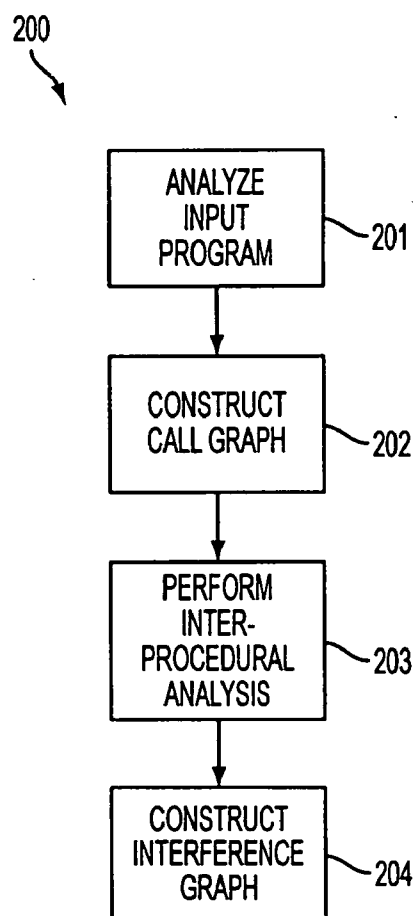 200
ANALYZE
INPUT
PROGRAM
201
CONSTRUCT
CALL GRAPH
202
PERFORM
INTER-
PROCEDURAL
ANALYSIS
203
CONSTRUCT
INTERFERENCE
GRAPH
204